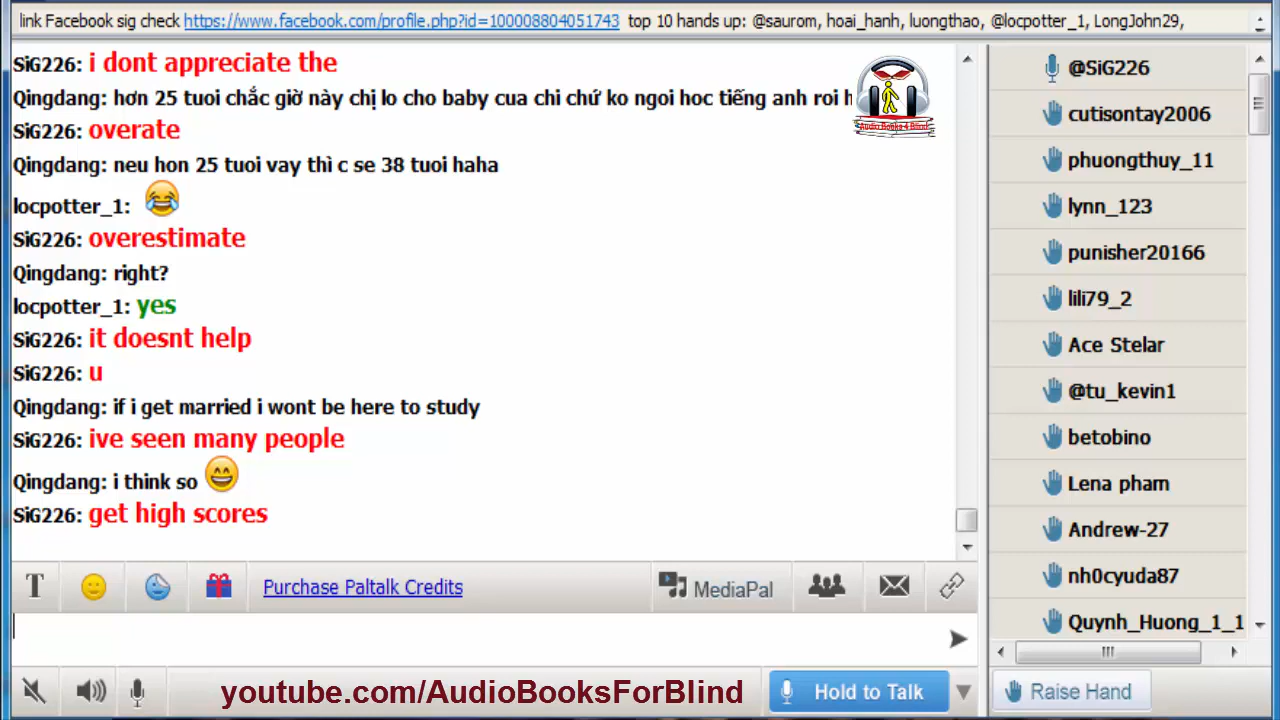 link Facebook sig check https://www.facebook.com/profile.php?id=100008804051743 top 10 hands up: @saurom, hoai_hanh, luongthao, @locpotter_1, LongJohn29,
SiG226: i dont appreciate the
Qingdang: hơn 25 tuoi chắc giờ này chị lo cho baby cua chi chứ ko ngoi hoc tiếng anh roi h
SiG226: overate
Qingdang: neu hon 25 tuoi vay thì c se 38 tuoi haha
locpotter_1: 😂
SiG226: overestimate
Qingdang: right?
locpotter_1: yes
SiG226: it doesnt help
SiG226: u
Qingdang: if i get married i wont be here to study
SiG226: ive seen many people
Qingdang: i think so 😄
SiG226: get high scores
Audio Books 4 Blind
@SiG226
cutisontay2006
phuongthuy_11
lynn_123
punisher20166
lili79_2
Ace Stelar
@tu_kevin1
betobino
Lena pham
Andrew-27
nh0cyuda87
Quynh_Huong_1_1
T
Purchase Paltalk Credits
MediaPal
youtube.com/AudioBooksForBlind
Hold to Talk
Raise Hand